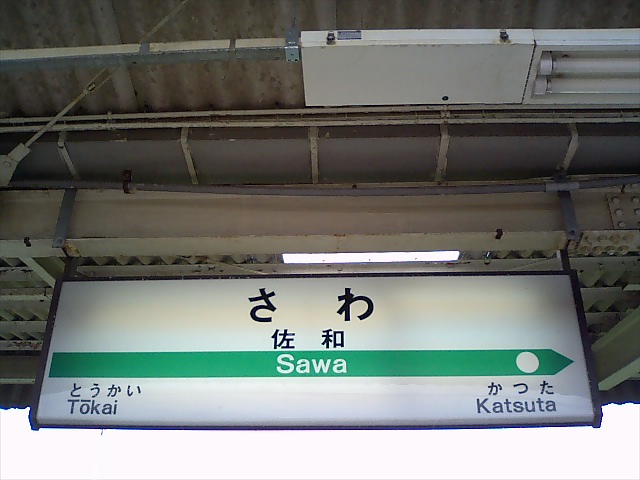 さわ
佐和
Sawa
とうかい
Tōkai
かつた
Katsuta